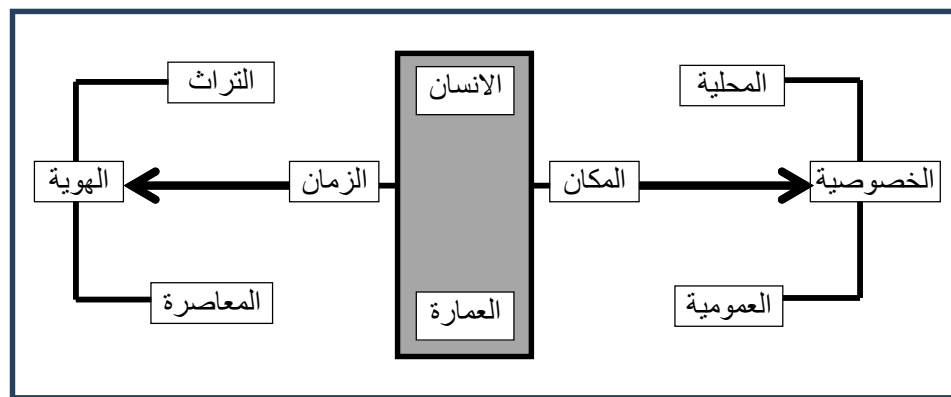 المحلية
الانسان
التراث
الخصوصية
المكان
الزمان
الهوية
العمومية
العمارة
المعاصرة